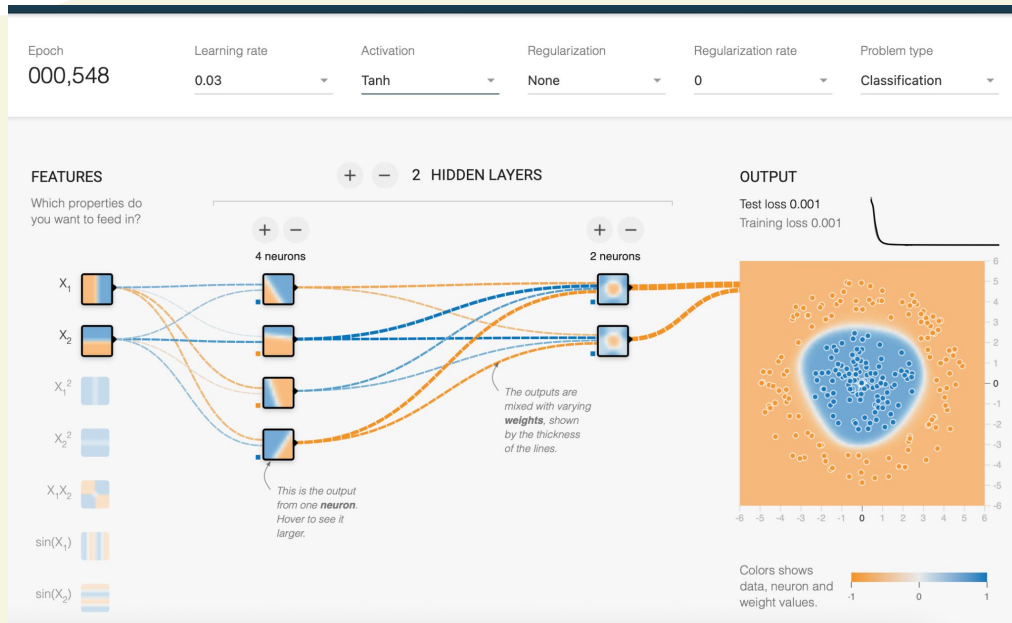 Epoch
000,548
Learning rate
0.03
Activation
Tanh
Regularization
None
Regularization rate
0
Problem type
Classification
FEATURES
Which properties do
you want to feed in?
+ − 2 HIDDEN LAYERS
+ −
4 neurons
+ −
2 neurons
X₁
X₂
X₁²
X₂²
X₁X₂
sin(X₁)
sin(X₂)
This is the output
from one neuron.
Hover to see it
larger.
The outputs are
mixed with varying
weights, shown
by the thickness
of the lines.
OUTPUT
Test loss 0.001
Training loss 0.001
6
5
4
3
2
1
0
-1
-2
-3
-4
-5
-6
-6 -5 -4 -3 -2 -1 0 1 2 3 4 5 6
Colors shows
data, neuron and
weight values.
-1 0 1